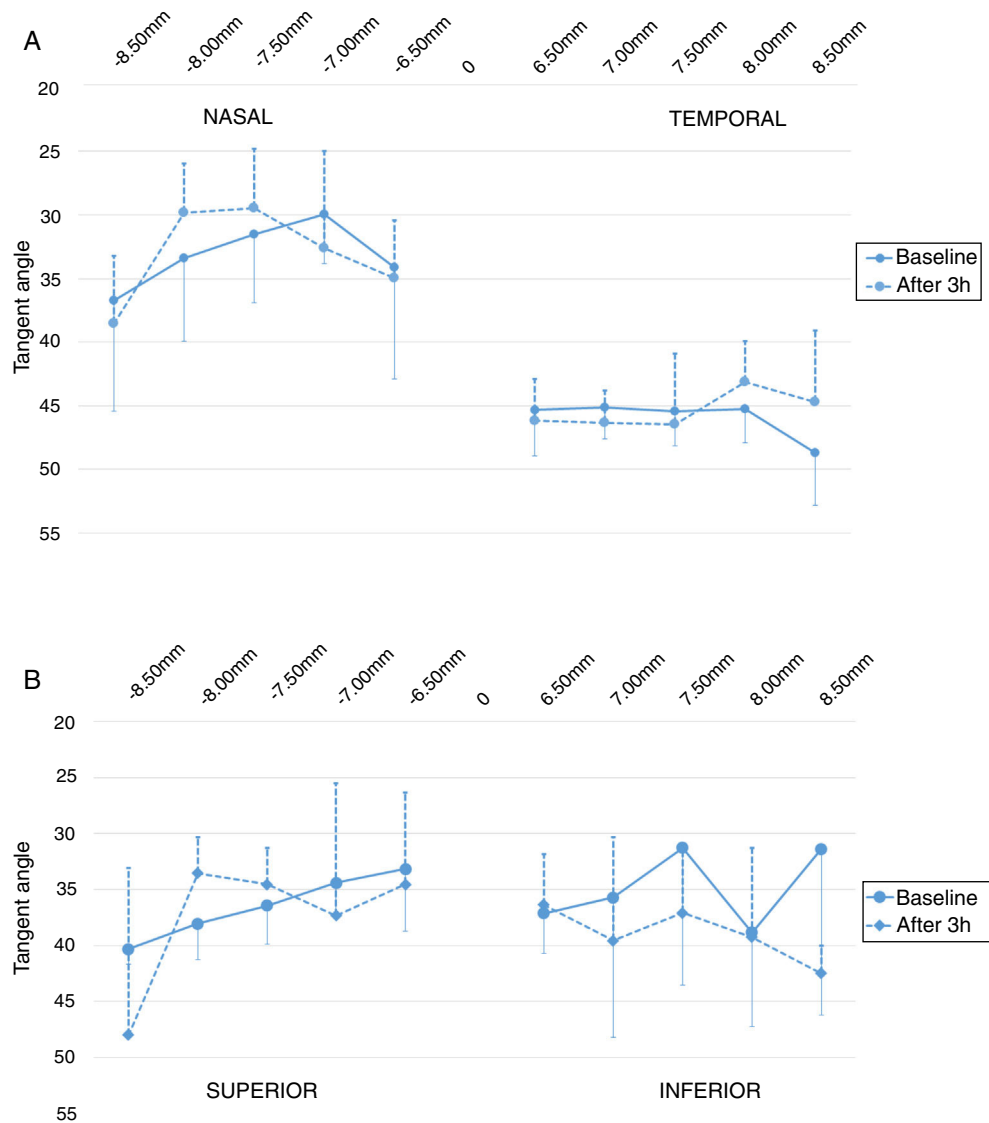 A
-8.50mm
-8.00mm
-7.50mm
-7.00mm
-6.50mm
0
6.50mm
7.00mm
7.50mm
8.00mm
8.50mm
20
NASAL
TEMPORAL
25
30
35
40
45
50
55
Tangent angle
Baseline
After 3h
B
-8.50mm
-8.00mm
-7.50mm
-7.00mm
-6.50mm
0
6.50mm
7.00mm
7.50mm
8.00mm
8.50mm
20
25
30
35
40
45
50
55
Tangent angle
Baseline
After 3h
SUPERIOR
INFERIOR